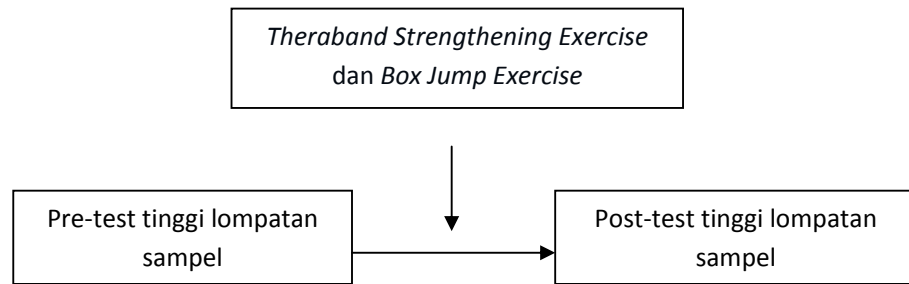 Theraband Strengthening Exercise
dan Box Jump Exercise
Pre-test tinggi lompatan
sampel
Post-test tinggi lompatan
sampel